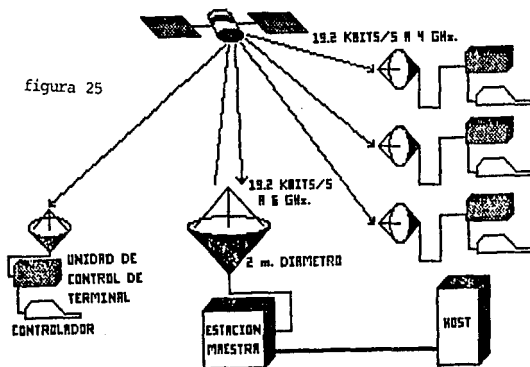 19.2 KBITS/S A 4 GHz.
figura 25
19.2 KBITS/S
A 6 GHz.
2 m. DIAMETRO
UNIDAD DE
CONTROL DE
TERMINAL
CONTROLADOR
ESTACION
MAESTRA
HOST